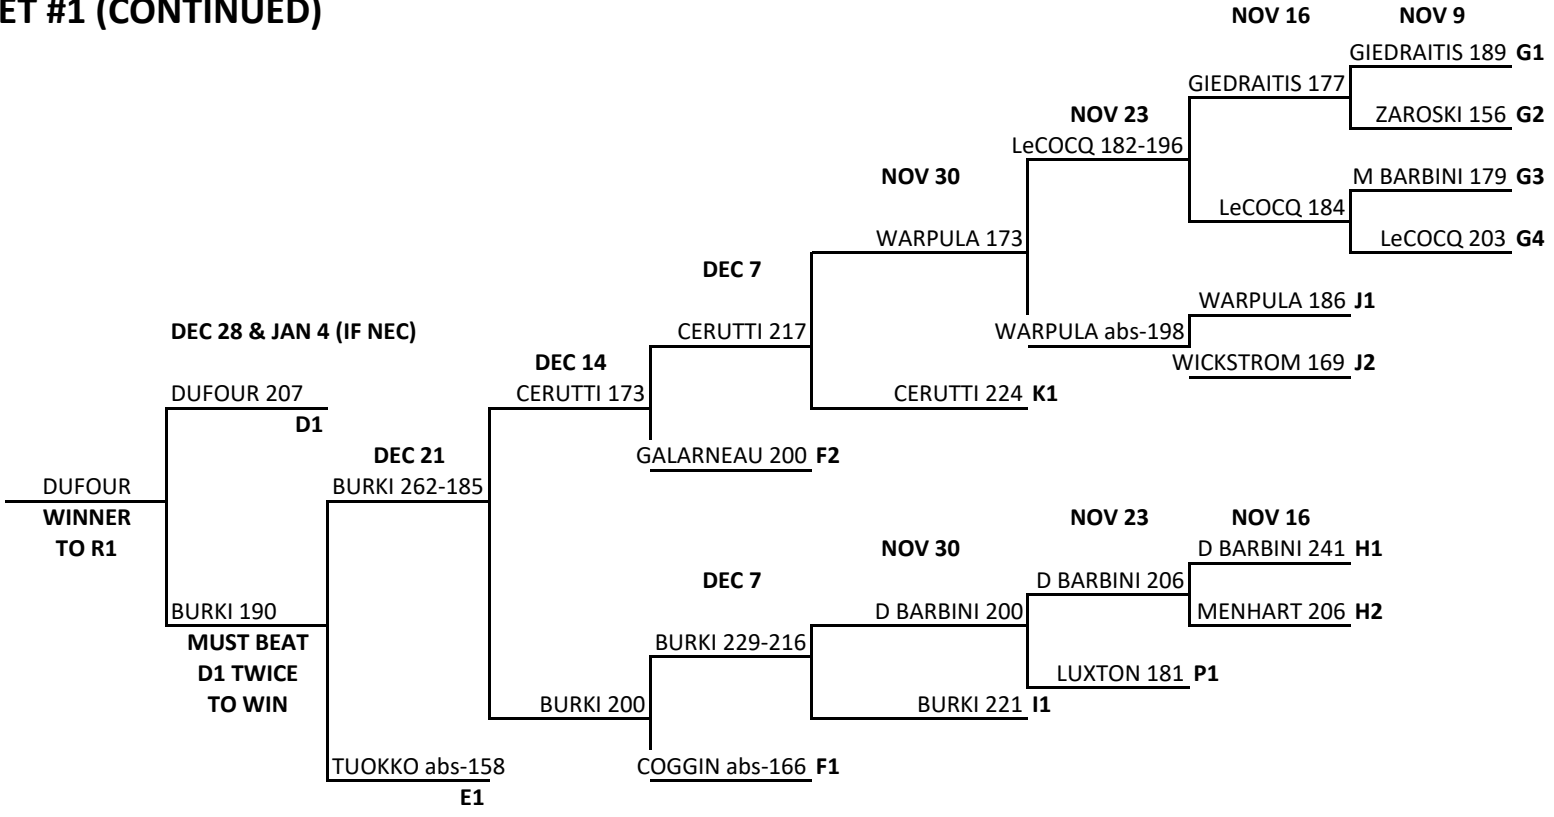 ET #1 (CONTINUED)
NOV 16 NOV 9
GIEDRAITIS 189 G1
GIEDRAITIS 177
NOV 23 ZAROSKI 156 G2
LeCOCQ 182-196
NOV 30 M BARBINI 179 G3
LeCOCQ 184
WARPULA 173 LeCOCQ 203 G4
DEC 7
WARPULA 186 J1
DEC 28 & JAN 4 (IF NEC) CERUTTI 217 WARPULA abs-198
DEC 14 WICKSTROM 169 J2
DUFOUR 207 CERUTTI 173 CERUTTI 224 K1
D1
DEC 21 GALARNEAU 200 F2
DUFOUR BURKI 262-185
WINNER NOV 23 NOV 16
TO R1 NOV 30 D BARBINI 241 H1
DEC 7 D BARBINI 206
BURKI 190 D BARBINI 200 MENHART 206 H2
MUST BEAT BURKI 229-216
D1 TWICE LUXTON 181 P1
TO WIN BURKI 200 BURKI 221 I1
TUOKKO abs-158 COGGIN abs-166 F1
E1